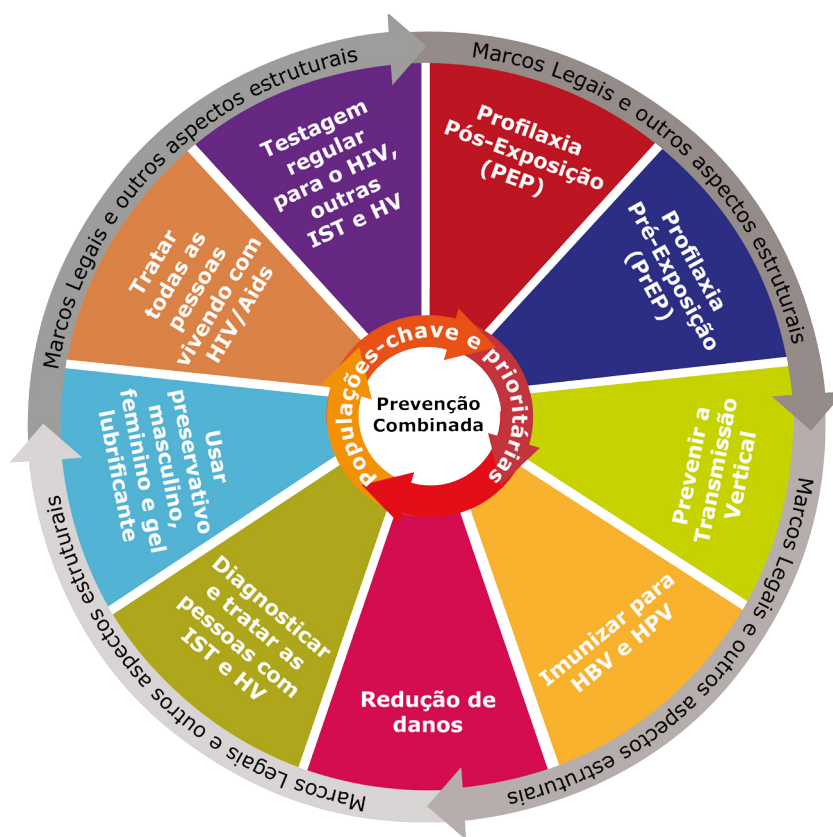 Marcos Legais e outros aspectos estruturais
Marcos Legais e outros aspectos estruturais
Marcos Legais e outros aspectos estruturais
Marcos Legais e outros aspectos estruturais
Profilaxia
Pós-Exposição
(PEP)
Profilaxia
Pré-Exposição
(PrEP)
Prevenir a
Transmissão
Vertical
Imunizar para
HBV e HPV
Redução de
danos
Diagnosticar
e tratar as
pessoas com
IST e HV
Usar
preservativo
masculino,
feminino e gel
lubrificante
Tratar
todas as
pessoas
vivendo com
HIV/Aids
Testagem
regular
para o HIV,
outras
IST e HV
Populações-chave e prioritárias
Prevenção
Combinada